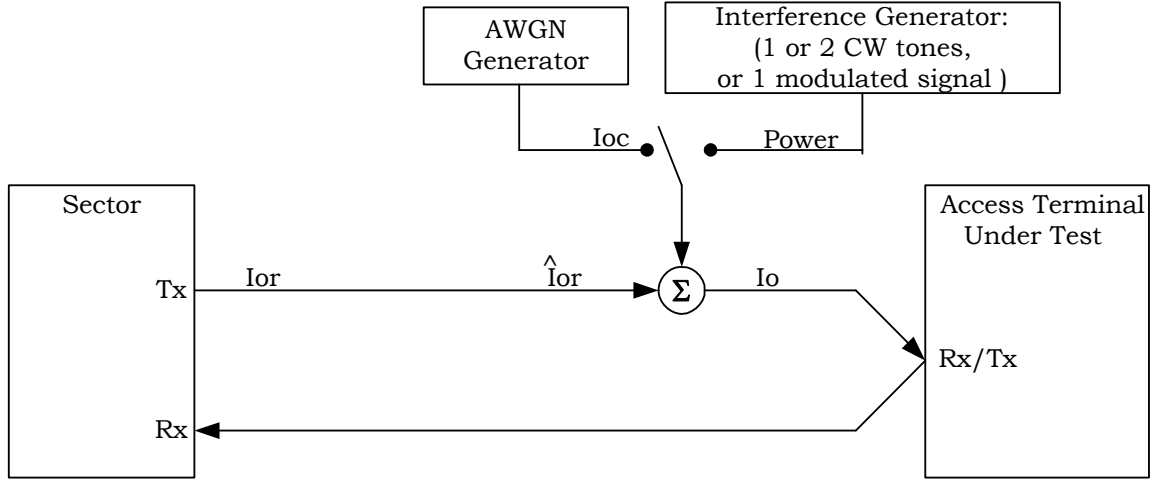 AWGN
Generator
Interference Generator:
(1 or 2 CW tones,
or 1 modulated signal )
Ioc
Power
Sector
Access Terminal
Under Test
Tx
Ior
^
Ior
Σ
Io
Rx/Tx
Rx